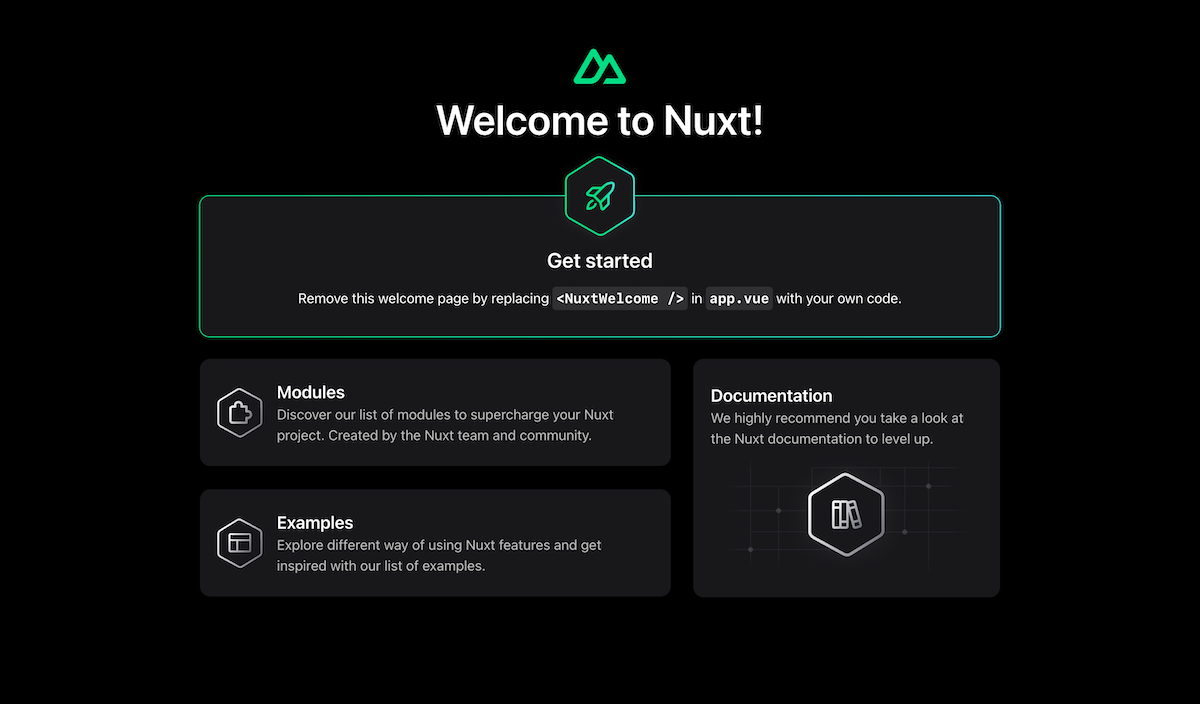 Welcome to Nuxt!
Get started
Remove this welcome page by replacing <NuxtWelcome /> in app.vue with your own code.
Modules
Discover our list of modules to supercharge your Nuxt
project. Created by the Nuxt team and community.
Examples
Explore different way of using Nuxt features and get
inspired with our list of examples.
Documentation
We highly recommend you take a look at
the Nuxt documentation to level up.